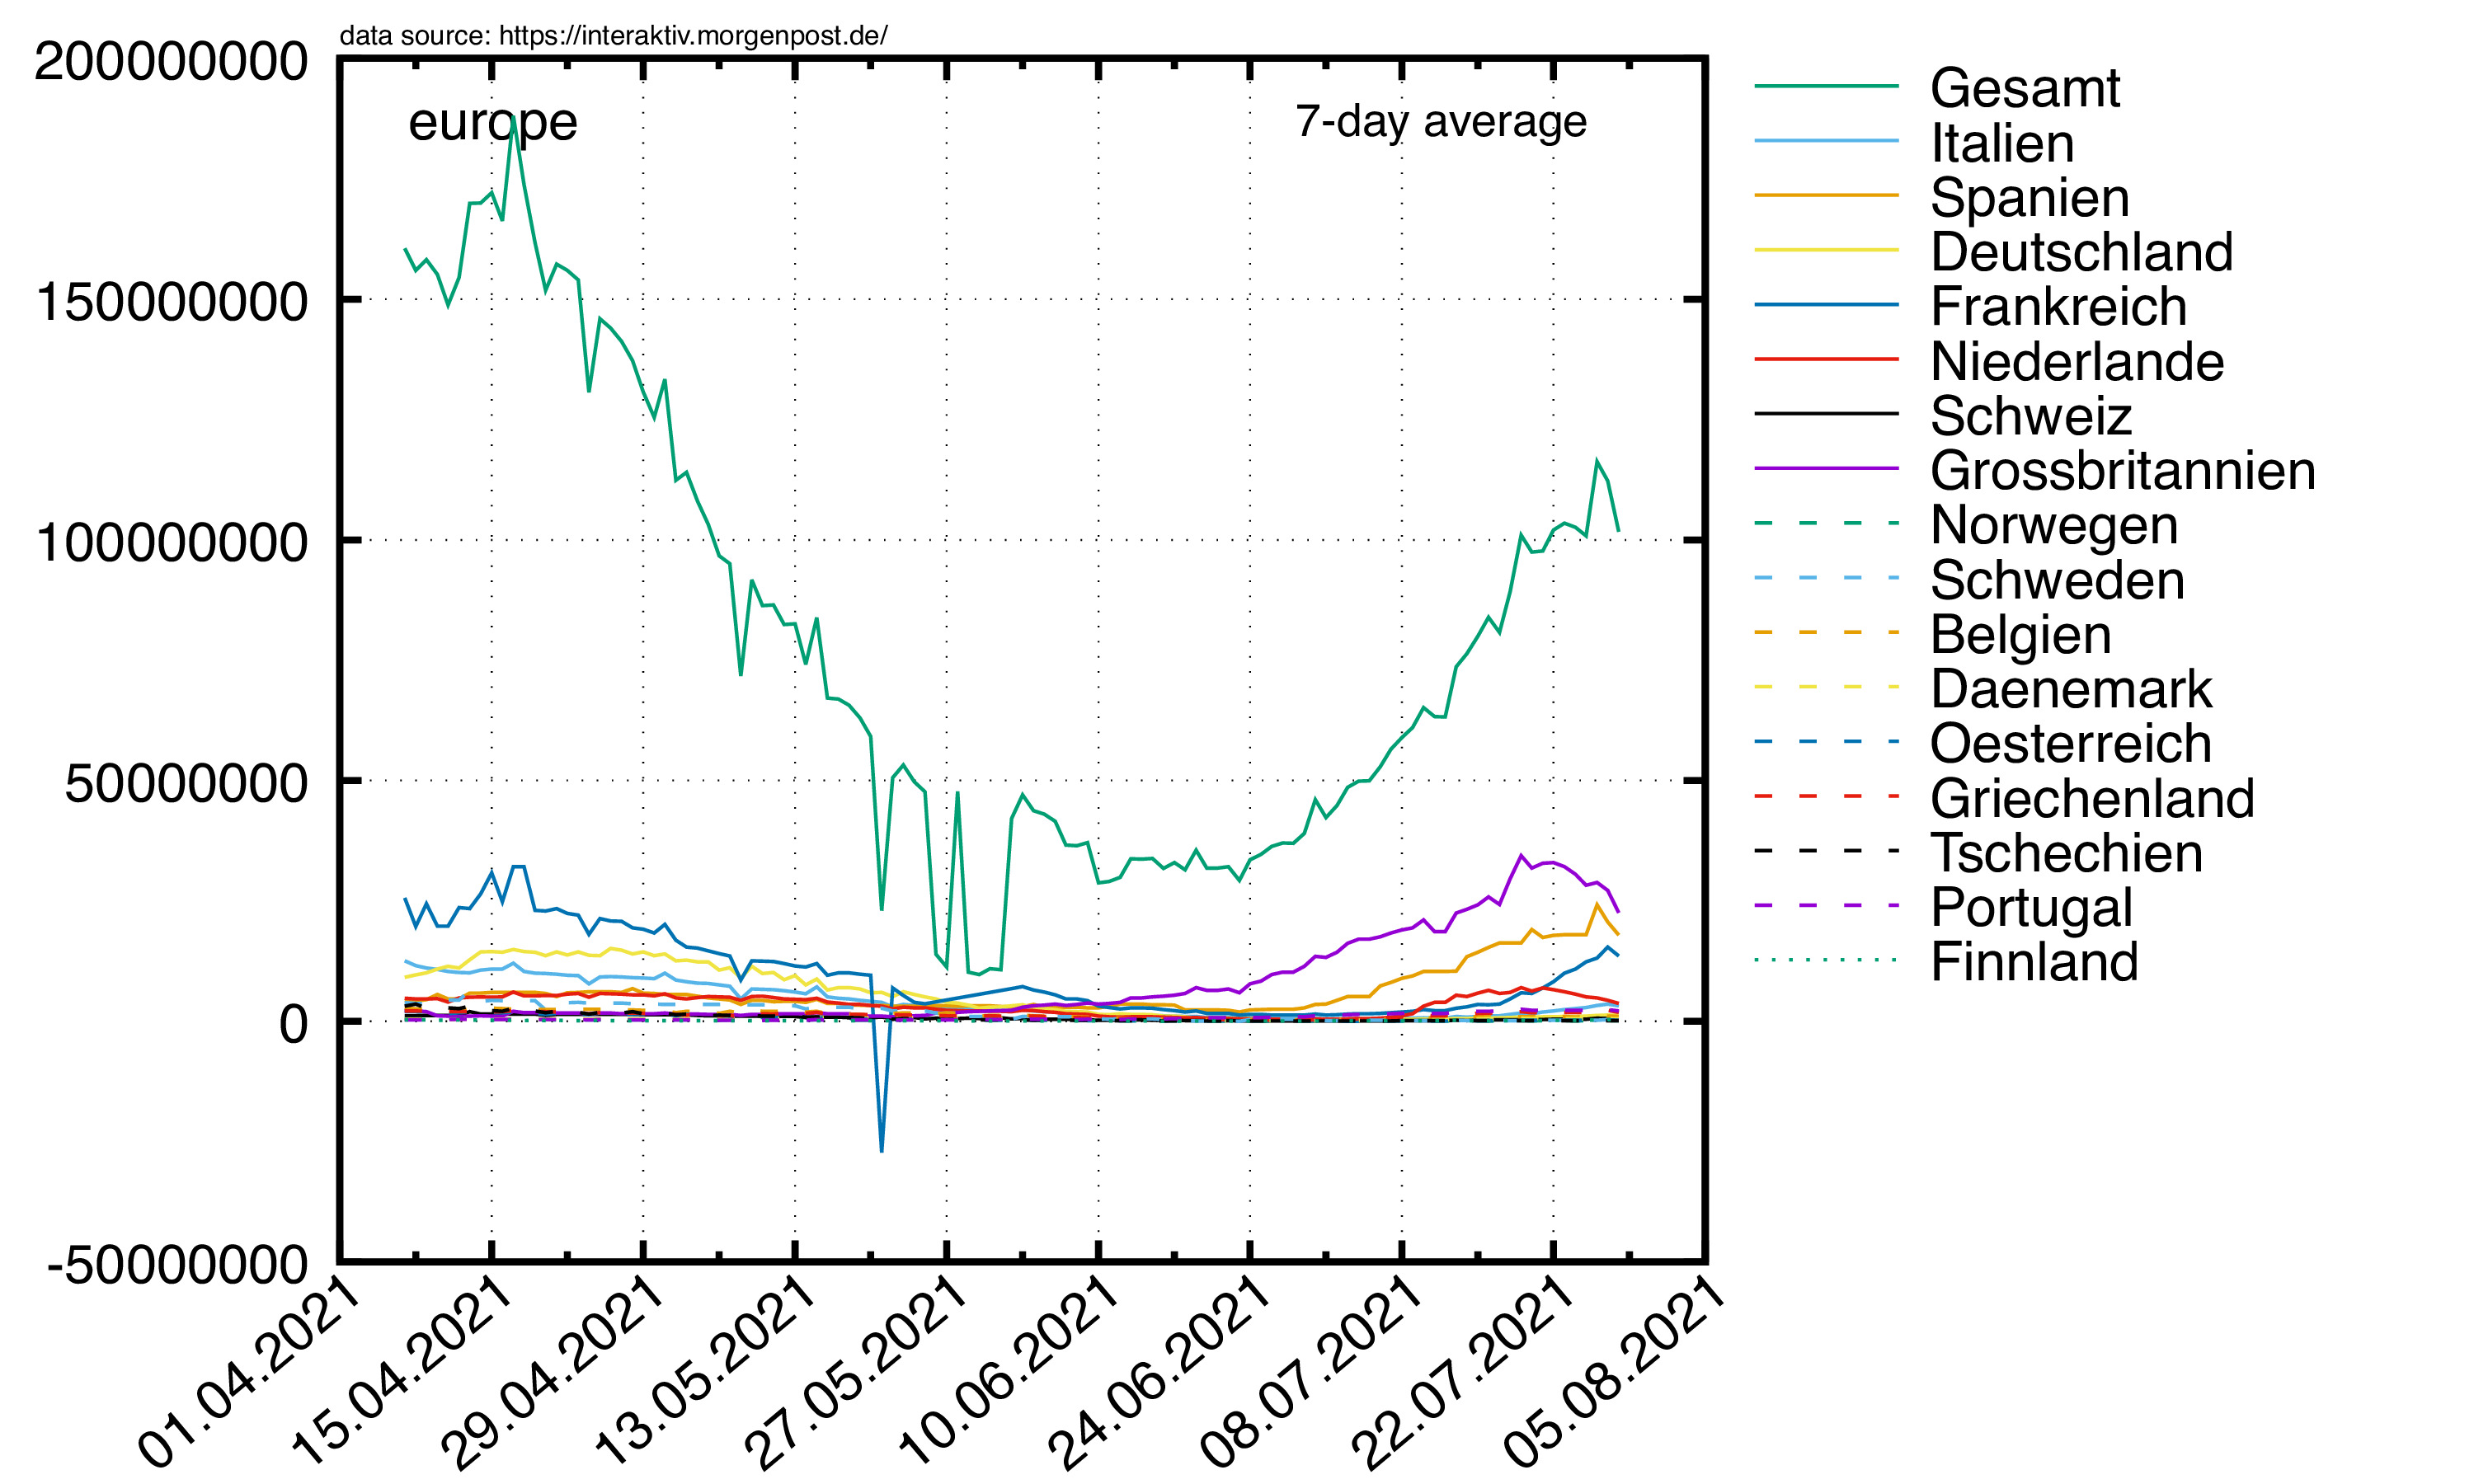 data source: https://interaktiv.morgenpost.de/
europe
7-day average
200000000
150000000
100000000
50000000
0
-50000000
01.04.2021
15.04.2021
29.04.2021
13.05.2021
27.05.2021
10.06.2021
24.06.2021
08.07.2021
22.07.2021
05.08.2021
Gesamt
Italien
Spanien
Deutschland
Frankreich
Niederlande
Schweiz
Grossbritannien
Norwegen
Schweden
Belgien
Daenemark
Oesterreich
Griechenland
Tschechien
Portugal
Finnland